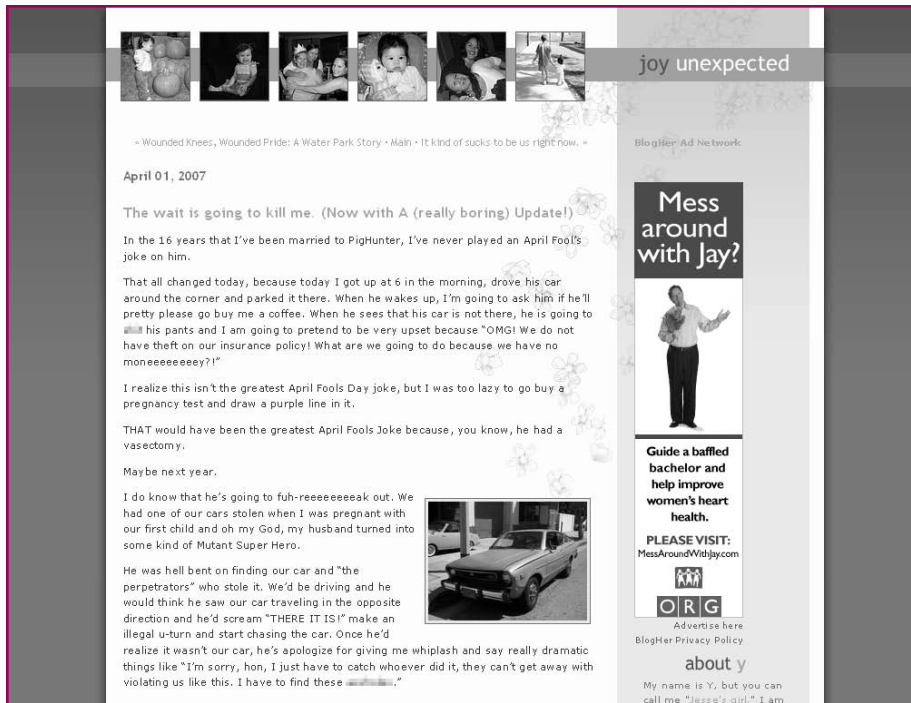 joy unexpected
« Wounded Knees, Wounded Pride: A Water Park Story • Main • It kind of sucks to be us right now. »
April 01, 2007
The wait is going to kill me. (Now with A (really boring) Update!)
In the 16 years that I've been married to PigHunter, I've never played an April Fool's
joke on him.
That all changed today, because today I got up at 6 in the morning, drove his car
around the corner and parked it there. When he wakes up, I'm going to ask him if he'll
pretty please go buy me a coffee. When he sees that his car is not there, he is going to
his pants and I am going to pretend to be very upset because "OMG! We do not
have theft on our insurance policy! What are we going to do because we have no
moneeeeeeeey?!"
I realize this isn't the greatest April Fools Day joke, but I was too lazy to go buy a
pregnancy test and draw a purple line in it.
THAT would have been the greatest April Fools Joke because, you know, he had a
vasectomy.
Maybe next year.
I do know that he's going to fuh-reeeeeeeak out. We
had one of our cars stolen when I was pregnant with
our first child and oh my God, my husband turned into
some kind of Mutant Super Hero.
He was hell bent on finding our car and "the
perpetrators" who stole it. We'd be driving and he
would think he saw our car traveling in the opposite
direction and he'd scream "THERE IT IS!" make an
illegal u-turn and start chasing the car. Once he'd
realize it wasn't our car, he's apologize for giving me whiplash and say really dramatic
things like "I'm sorry, hon, I just have to catch whoever did it, they can't get away with
violating us like this. I have to find these ."
BlogHer Ad Network
Mess
around
with Jay?
Guide a baffled
bachelor and
help improve
women's heart
health.
PLEASE VISIT:
MessAroundWithJay.com
ORG
Advertise here
BlogHer Privacy Policy
about y
My name is Y, but you can
call me "Jesse's girl." I am